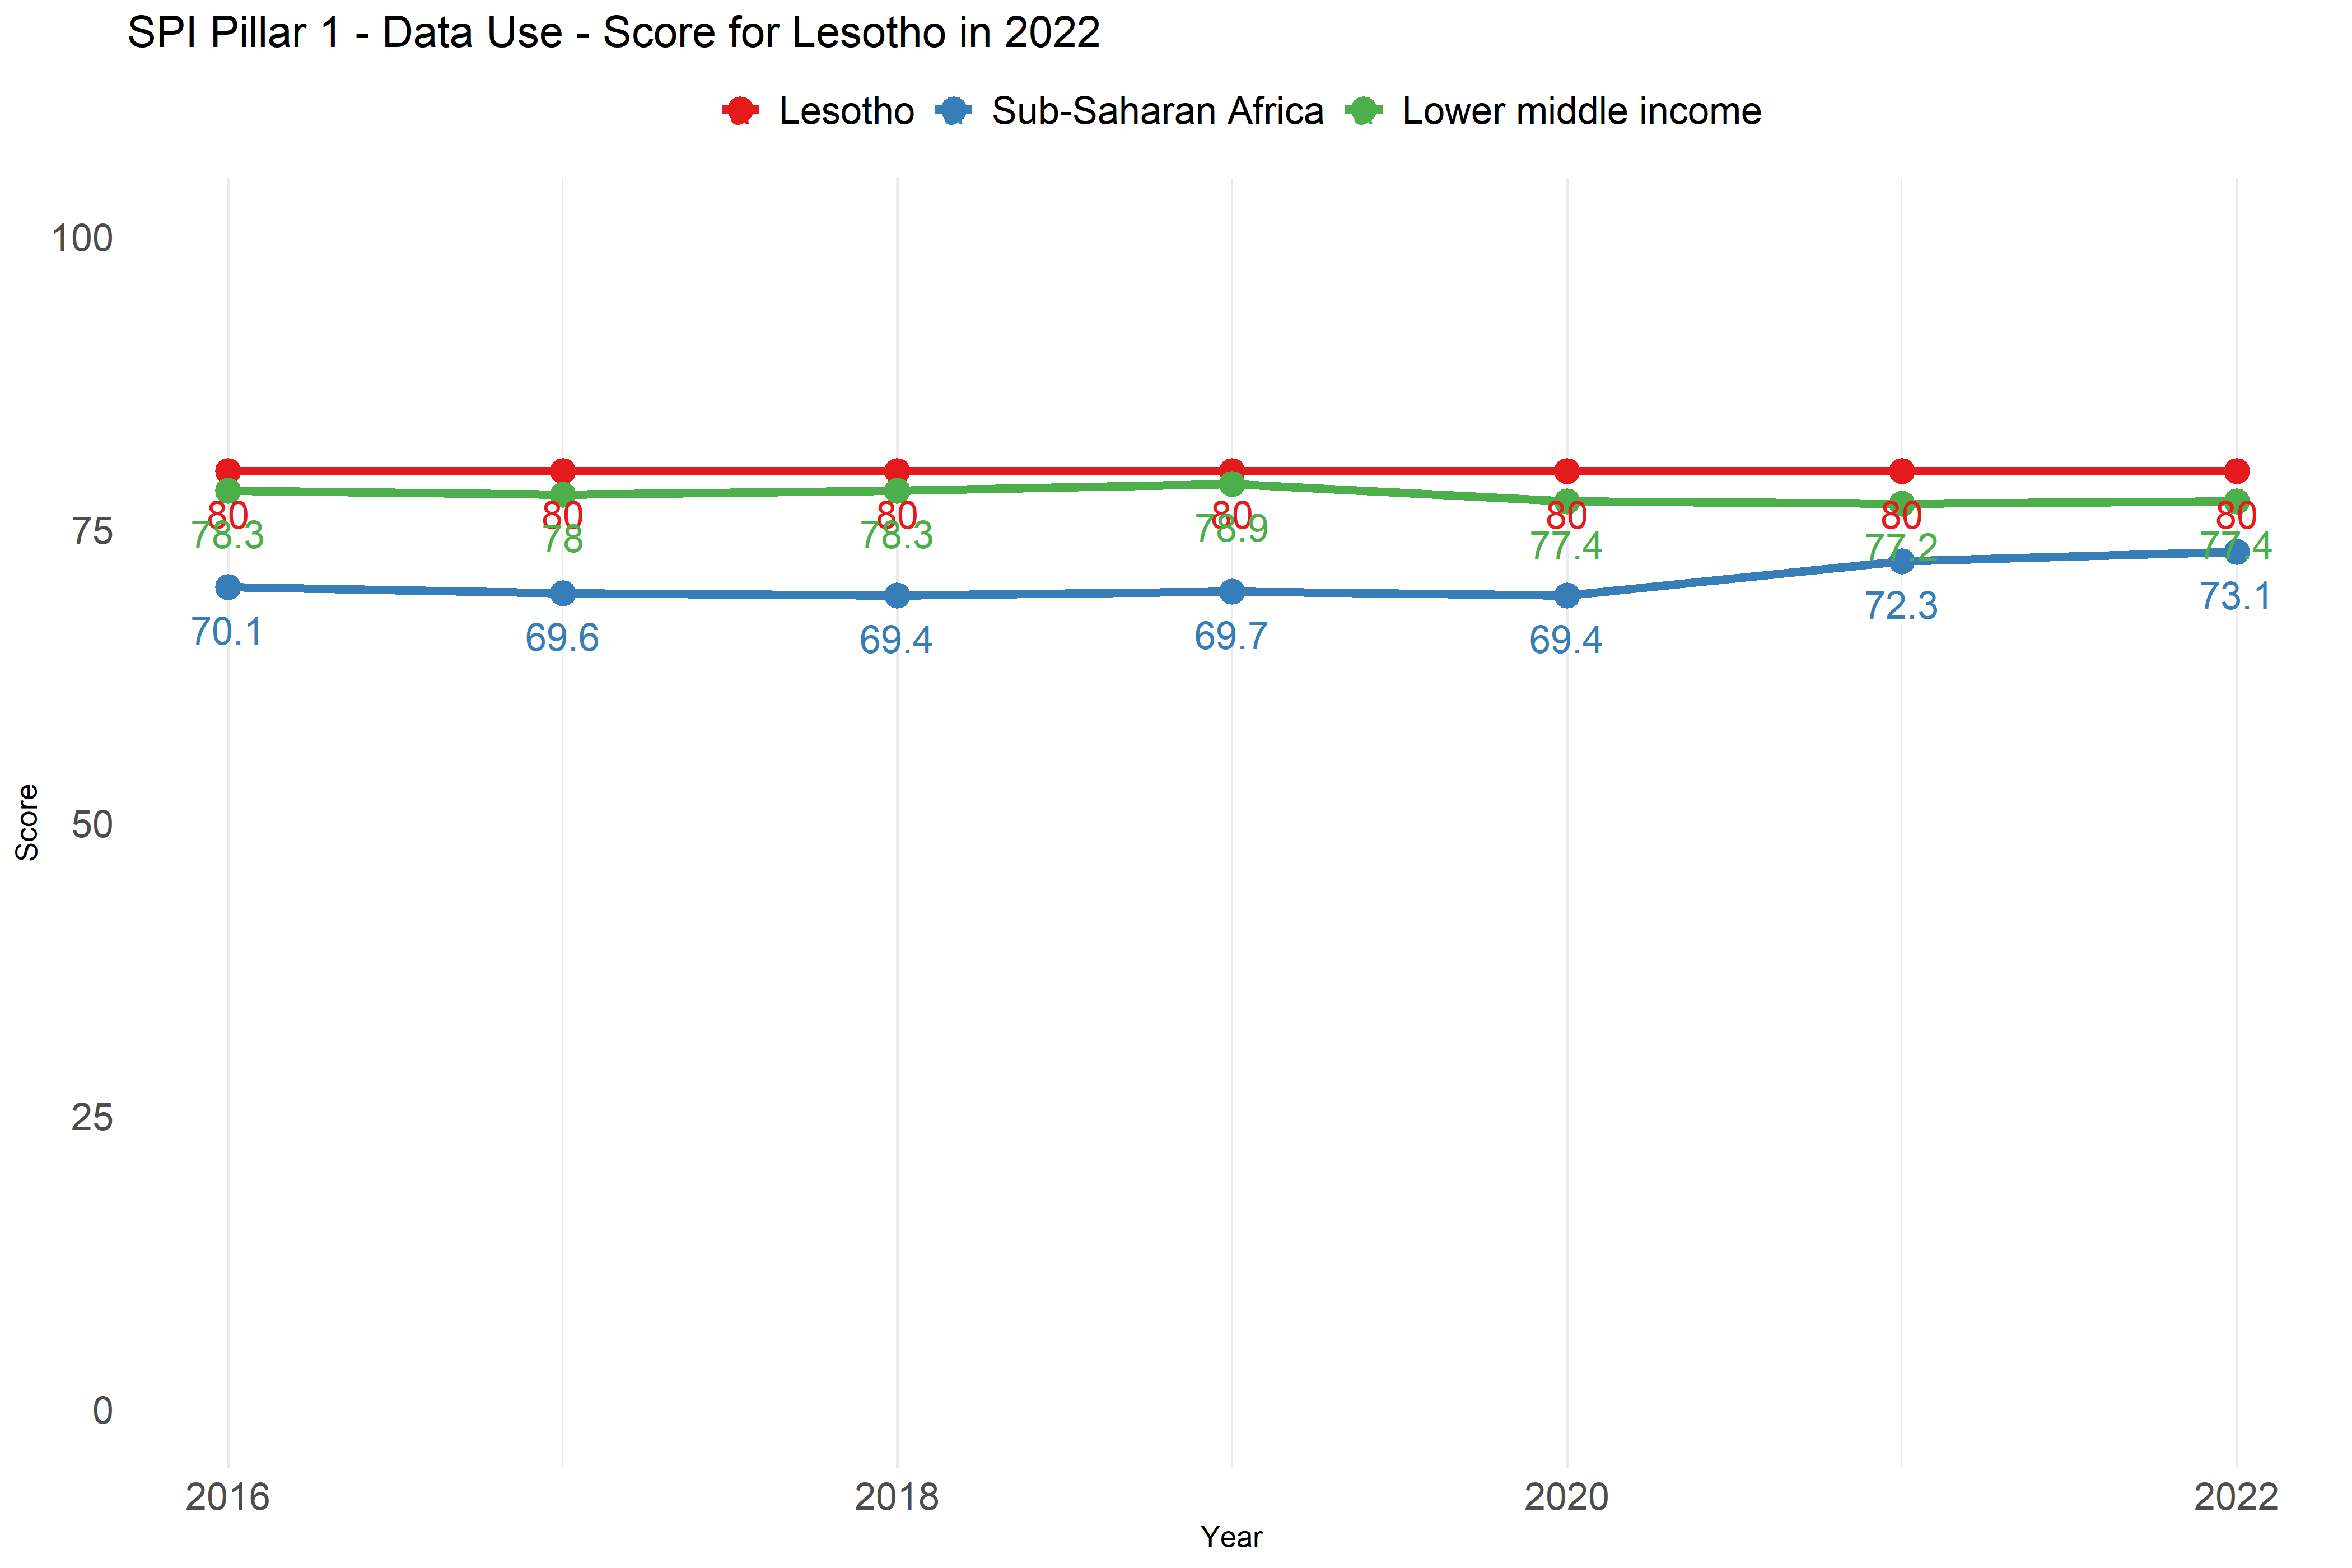 SPI Pillar 1 - Data Use - Score for Lesotho in 2022
Lesotho Sub-Saharan Africa Lower middle income
100
75
50
25
0
Score
80 80 80 80 80 80 80
78.3 78 78.3 78.9 77.4 77.2 77.4
70.1 69.6 69.4 69.7 69.4 72.3 73.1
2016 2018 2020 2022
Year